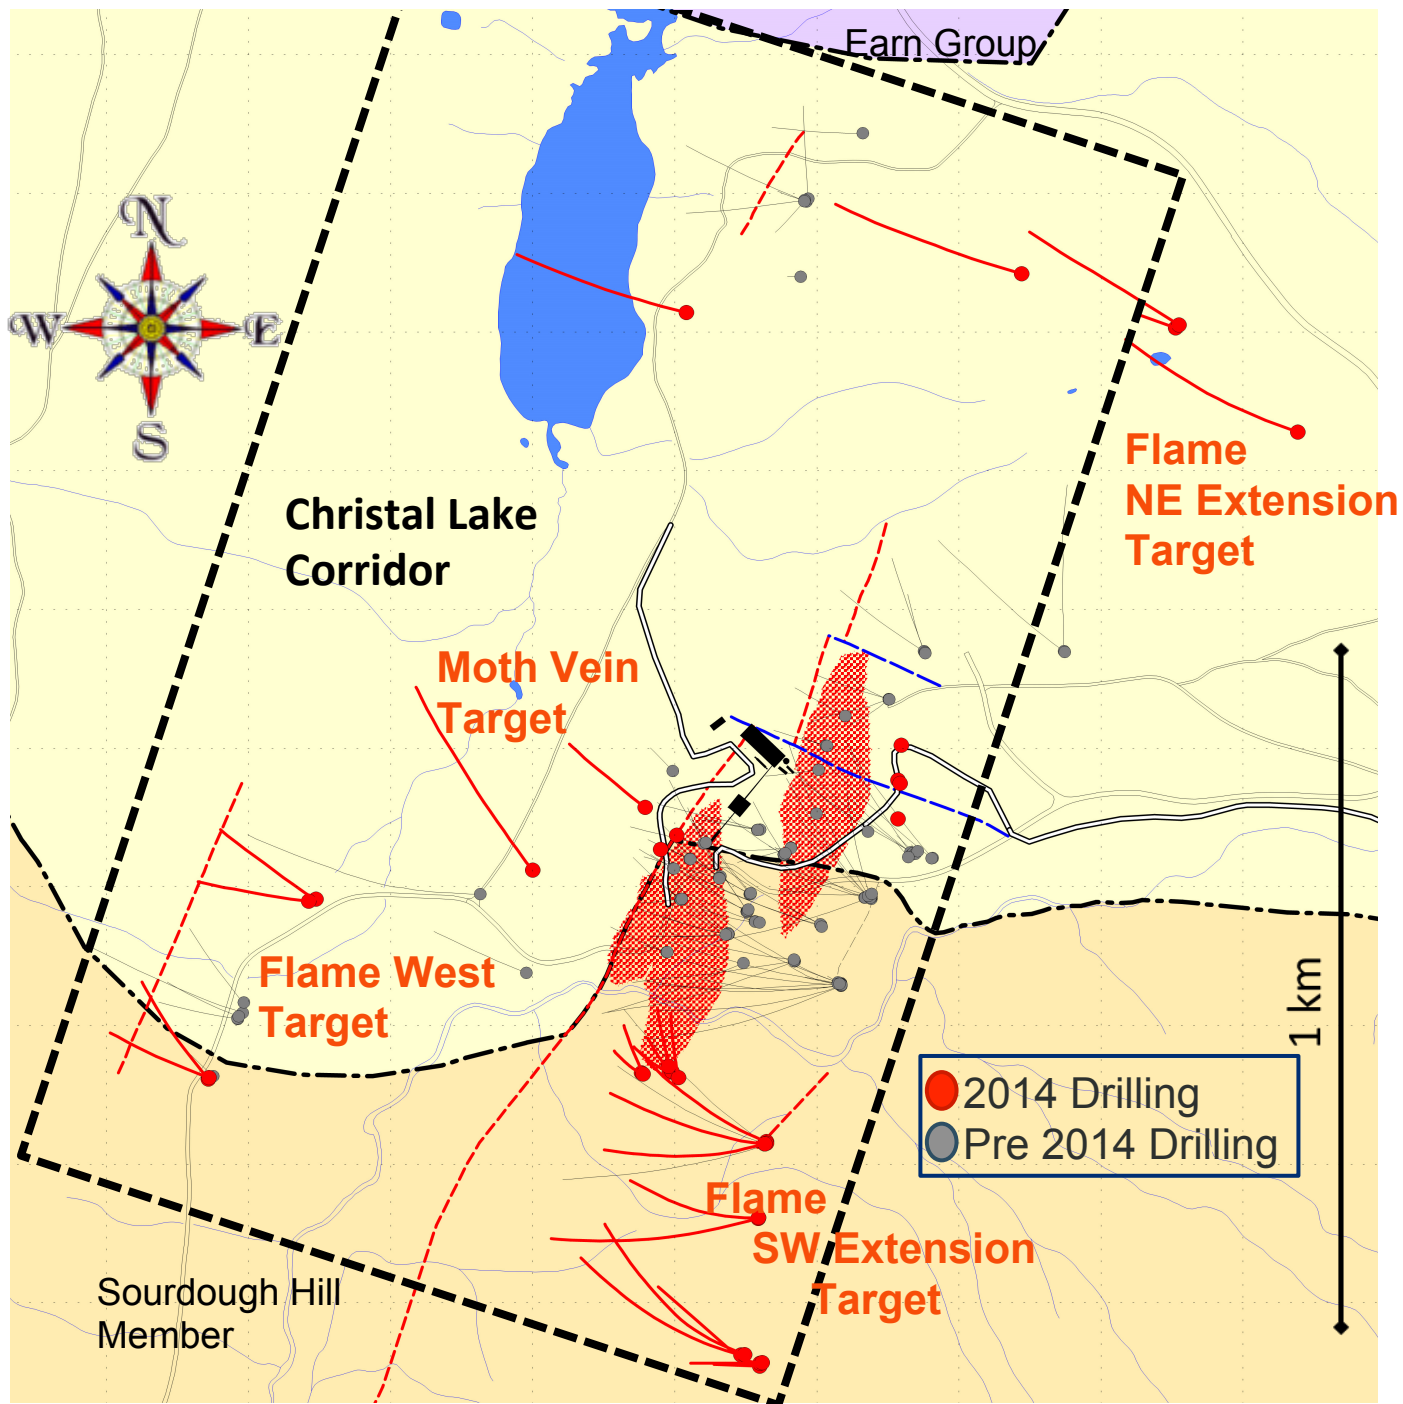 Earn Group
N
W
E
S
Flame
NE Extension
Target
Christal Lake
Corridor
Moth Vein
Target
Flame West
Target
1 km
2014 Drilling
Pre 2014 Drilling
Flame
SW Extension
Target
Sourdough Hill
Member